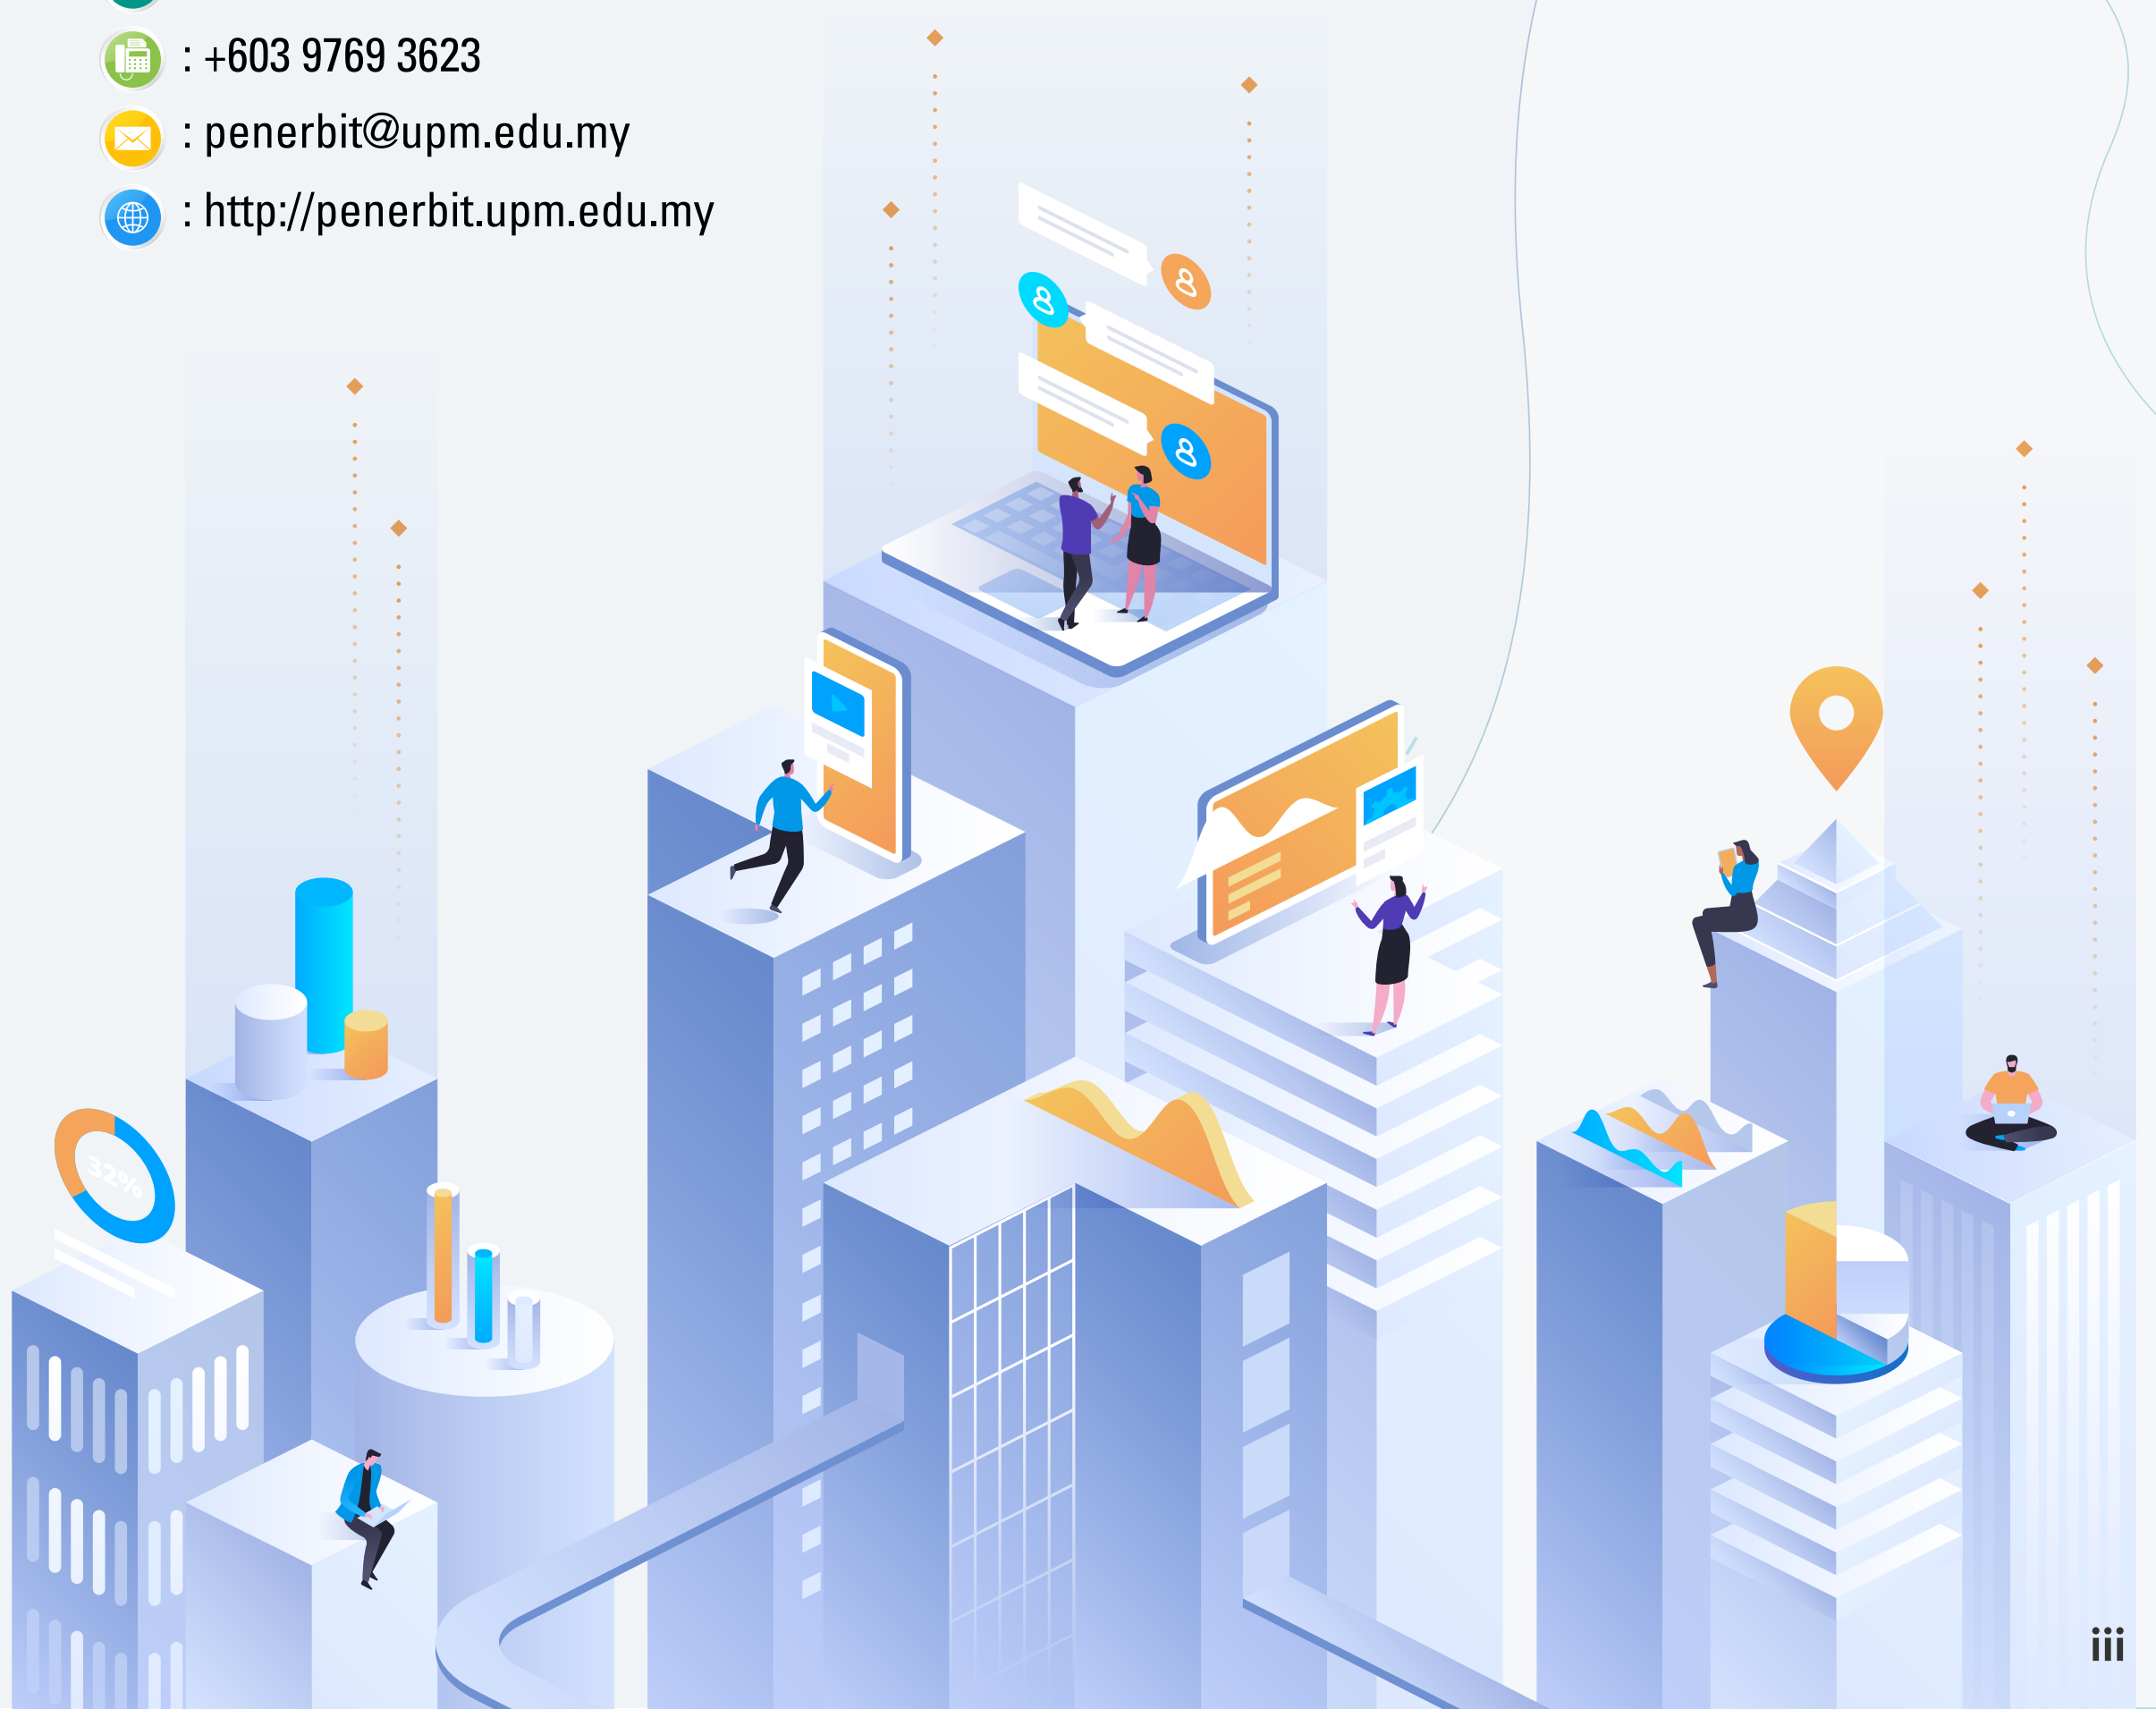 : +603 9769 3623
: penerbit@upm.edu.my
: http://penerbit.upm.edu.my
32%
iii